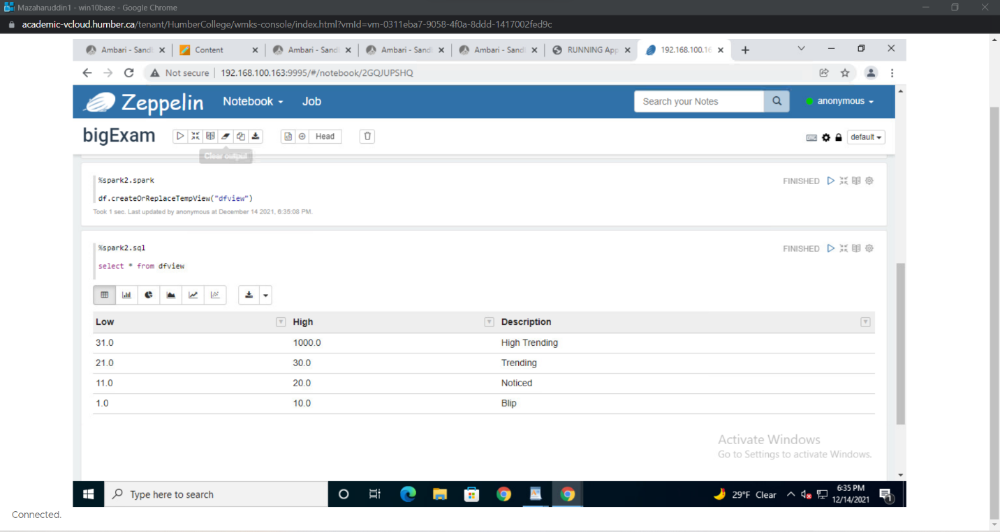 Mazaharuddin1 - win10base - Google Chrome
academic-vcloud.humber.ca/tenant/HumberCollege/wmks-console/index.html?vmId=vm-0311eba7-9058-4f0a-8ddd-1417002fed9c
Ambari - Sand Content Ambari - Sand Ambari - Sand Ambari - Sand RUNNING App 192.168.100.16
Not secure 192.168.100.163:9995/#/notebook/2GQJUPSHQ
Zeppelin Notebook Job Search your Notes anonymous
bigExam Head default
Clear output
%spark2.spark FINISHED
df.createOrReplaceTempView("dfview")
Took 1 sec. Last updated by anonymous at December 14 2021, 6:35:08 PM.
%spark2.sql FINISHED
select * from dfview
Low High Description
31.0 1000.0 High Trending
21.0 30.0 Trending
11.0 20.0 Noticed
1.0 10.0 Blip
Activate Windows
Go to Settings to activate Windows.
Type here to search 29°F Clear 6:35 PM
12/14/2021 1
Connected.